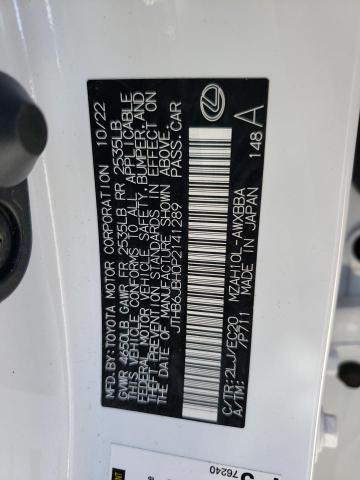 MFD. BY: TOYOTA MOTOR CORPORATION 10/22
GVWR 4650LB GAWR FR 2535LB RR 2535LB
THIS VEHICLE CONFORMS TO ALL APPLICABLE
FEDERAL MOTOR VEHICLE SAFETY, BUMPER, AND
THEFT PREVENTION STANDARDS IN EFFECT ON
THE DATE OF MANUFACTURE SHOWN ABOVE.
JTHB6JBH0P2141289 PASS.CAR
C/TR: 2LJ/EC20 MZAH10L-AWXBBA
A/TM: -/P711 MADE IN JAPAN 148 A
76240